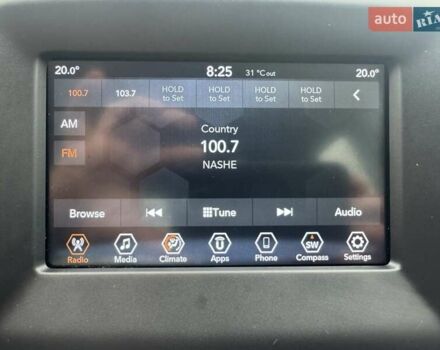 auto RIA
20.0° 8:25 31 °C out 20.0°
100.7 103.7 HOLD to Set HOLD to Set HOLD to Set HOLD to Set
AM
Country
100.7
FM
NASHE
Browse Tune Audio
SW
Radio Media Climate Apps Phone Compass Settings